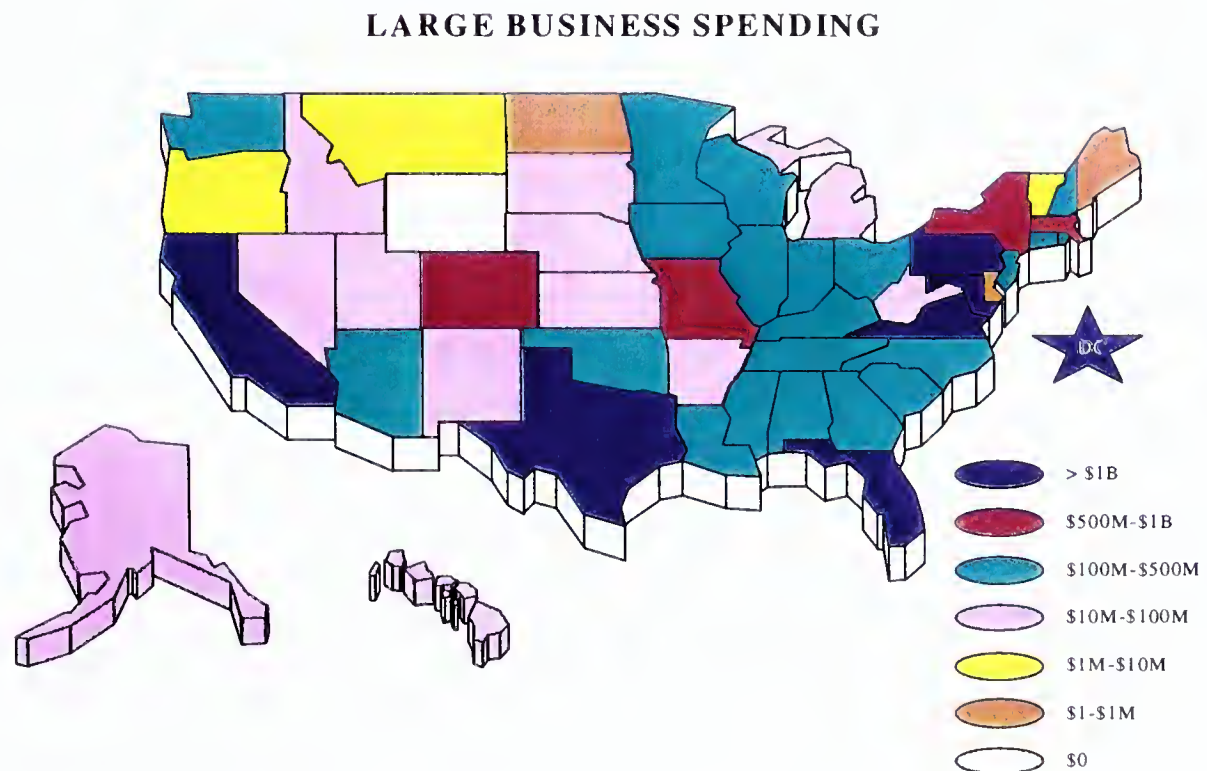 LARGE BUSINESS SPENDING
DC
> $1B
$500M-$1B
$100M-$500M
$10M-$100M
$1M-$10M
$1-$1M
$0